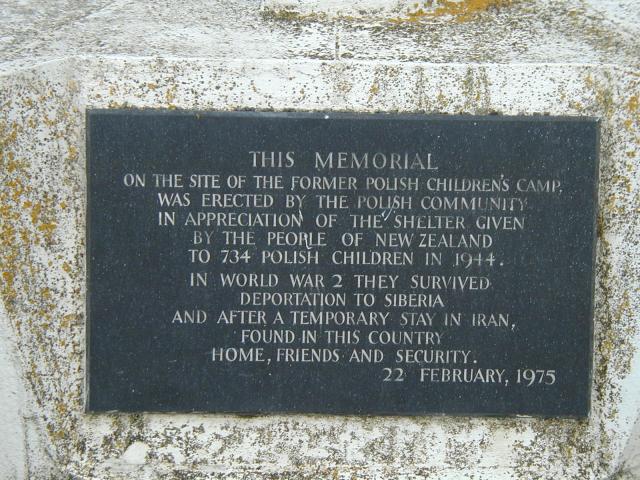 THIS MEMORIAL
ON THE SITE OF THE FORMER POLISH CHILDREN'S CAMP,
WAS ERECTED BY THE POLISH COMMUNITY
IN APPRECIATION OF THE SHELTER GIVEN
BY THE PEOPLE OF NEW ZEALAND
TO 734 POLISH CHILDREN IN 1944.
IN WORLD WAR 2 THEY SURVIVED
DEPORTATION TO SIBERIA
AND AFTER A TEMPORARY STAY IN IRAN,
FOUND IN THIS COUNTRY
HOME, FRIENDS AND SECURITY.
22 FEBRUARY, 1975